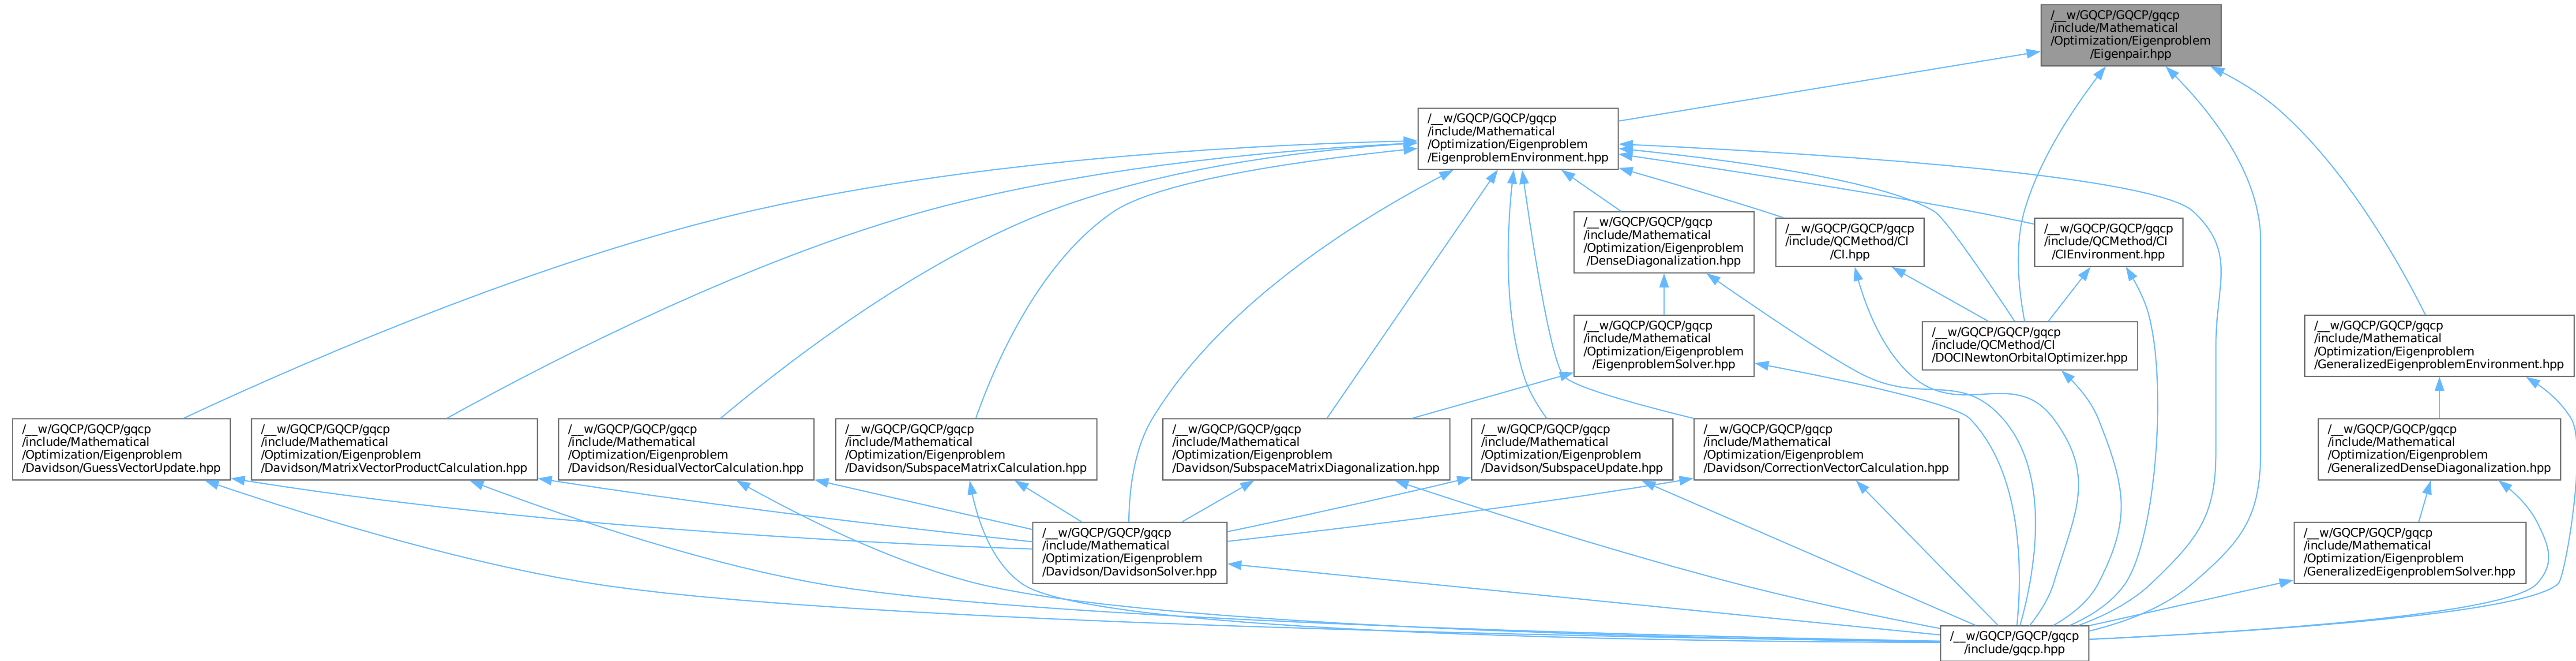 /__w/GQCP/GQCP/gqcp
/include/Mathematical
/Optimization/Eigenproblem
/Eigenpair.hpp
/__w/GQCP/GQCP/gqcp
/include/Mathematical
/Optimization/Eigenproblem
/EigenproblemEnvironment.hpp
/__w/GQCP/GQCP/gqcp
/include/Mathematical
/Optimization/Eigenproblem
/DenseDiagonalization.hpp
/__w/GQCP/GQCP/gqcp
/include/QCMethod/CI
/CI.hpp
/__w/GQCP/GQCP/gqcp
/include/QCMethod/CI
/CIEnvironment.hpp
/__w/GQCP/GQCP/gqcp
/include/Mathematical
/Optimization/Eigenproblem
/EigenproblemSolver.hpp
/__w/GQCP/GQCP/gqcp
/include/QCMethod/CI
/DOCINewtonOrbitalOptimizer.hpp
/__w/GQCP/GQCP/gqcp
/include/Mathematical
/Optimization/Eigenproblem
/GeneralizedEigenproblemEnvironment.hpp
/__w/GQCP/GQCP/gqcp
/include/Mathematical
/Optimization/Eigenproblem
/Davidson/GuessVectorUpdate.hpp
/__w/GQCP/GQCP/gqcp
/include/Mathematical
/Optimization/Eigenproblem
/Davidson/MatrixVectorProductCalculation.hpp
/__w/GQCP/GQCP/gqcp
/include/Mathematical
/Optimization/Eigenproblem
/Davidson/ResidualVectorCalculation.hpp
/__w/GQCP/GQCP/gqcp
/include/Mathematical
/Optimization/Eigenproblem
/Davidson/SubspaceMatrixCalculation.hpp
/__w/GQCP/GQCP/gqcp
/include/Mathematical
/Optimization/Eigenproblem
/Davidson/SubspaceMatrixDiagonalization.hpp
/__w/GQCP/GQCP/gqcp
/include/Mathematical
/Optimization/Eigenproblem
/Davidson/SubspaceUpdate.hpp
/__w/GQCP/GQCP/gqcp
/include/Mathematical
/Optimization/Eigenproblem
/Davidson/CorrectionVectorCalculation.hpp
/__w/GQCP/GQCP/gqcp
/include/Mathematical
/Optimization/Eigenproblem
/GeneralizedDenseDiagonalization.hpp
/__w/GQCP/GQCP/gqcp
/include/Mathematical
/Optimization/Eigenproblem
/Davidson/DavidsonSolver.hpp
/__w/GQCP/GQCP/gqcp
/include/Mathematical
/Optimization/Eigenproblem
/GeneralizedEigenproblemSolver.hpp
/__w/GQCP/GQCP/gqcp
/include/gqcp.hpp